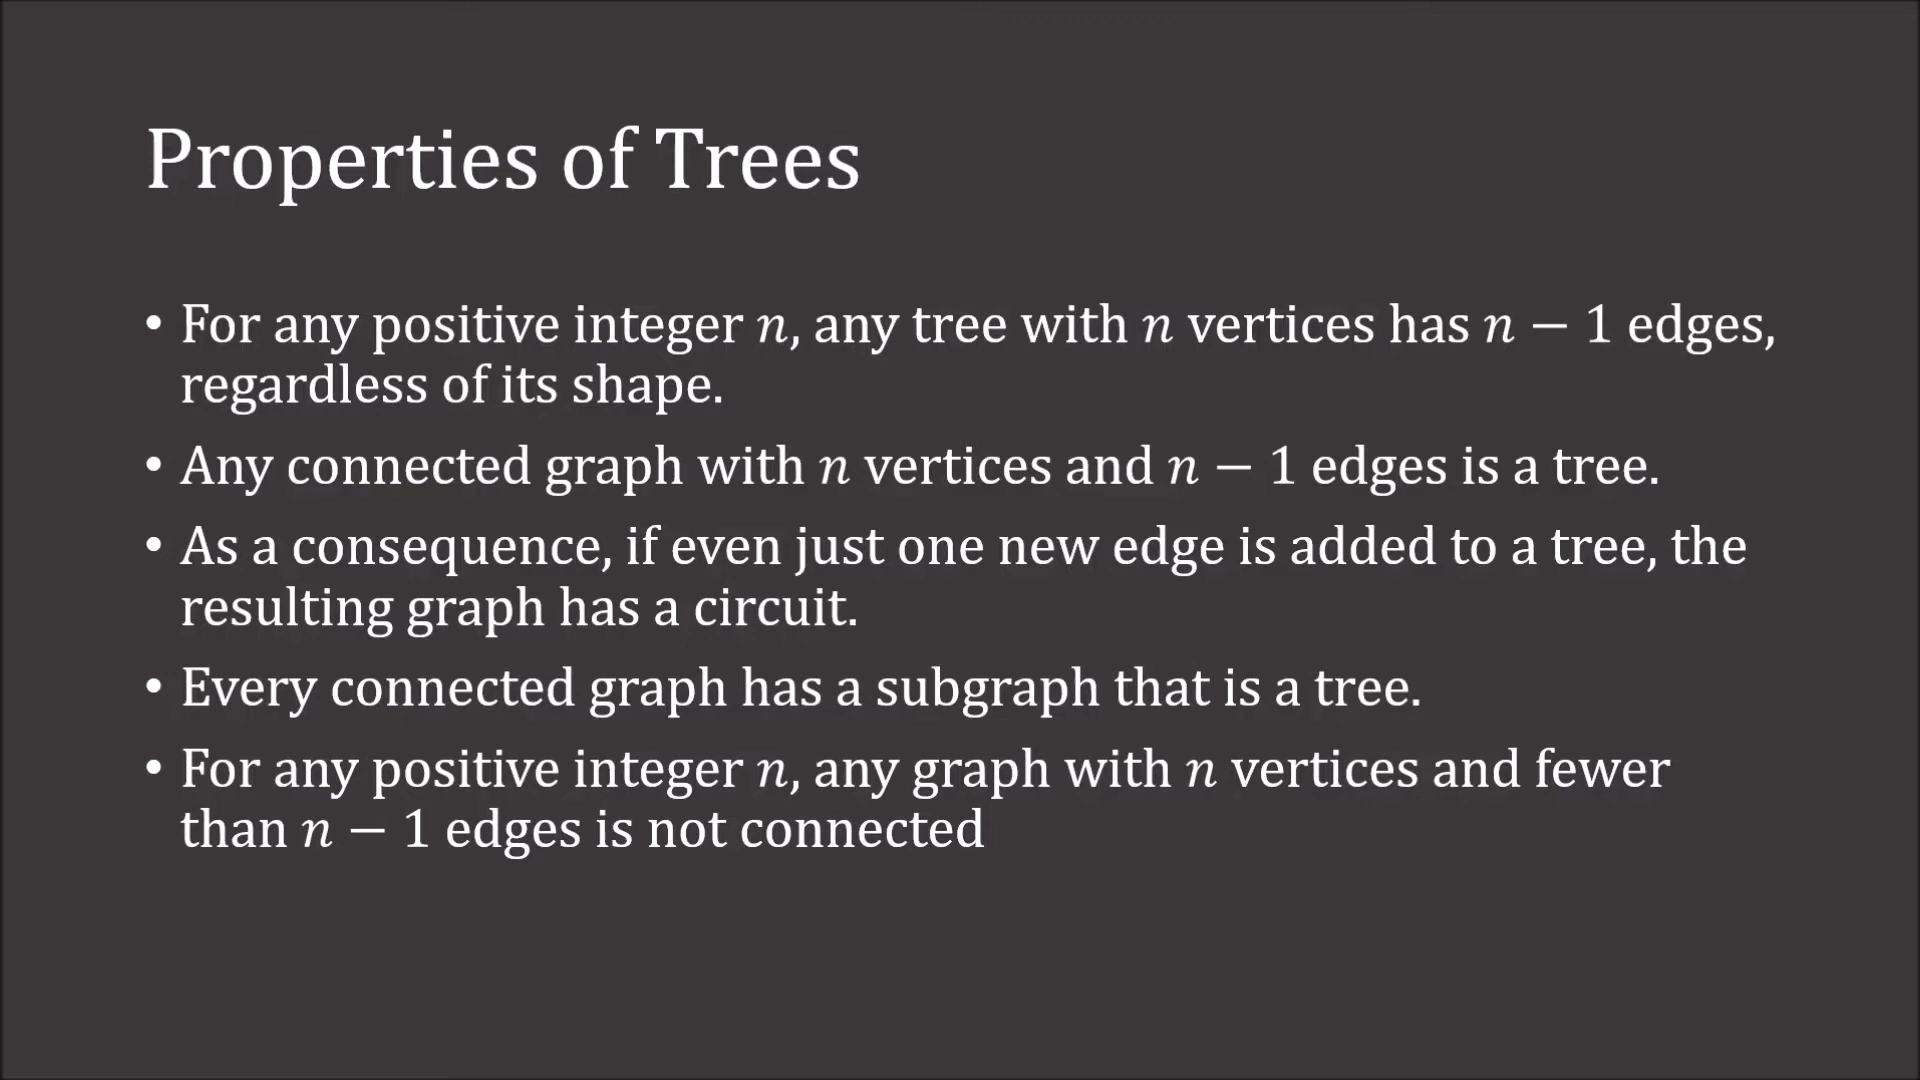 Properties of Trees
• For any positive integer n, any tree with n vertices has n − 1 edges,
regardless of its shape.
• Any connected graph with n vertices and n − 1 edges is a tree.
• As a consequence, if even just one new edge is added to a tree, the
resulting graph has a circuit.
• Every connected graph has a subgraph that is a tree.
• For any positive integer n, any graph with n vertices and fewer
than n − 1 edges is not connected